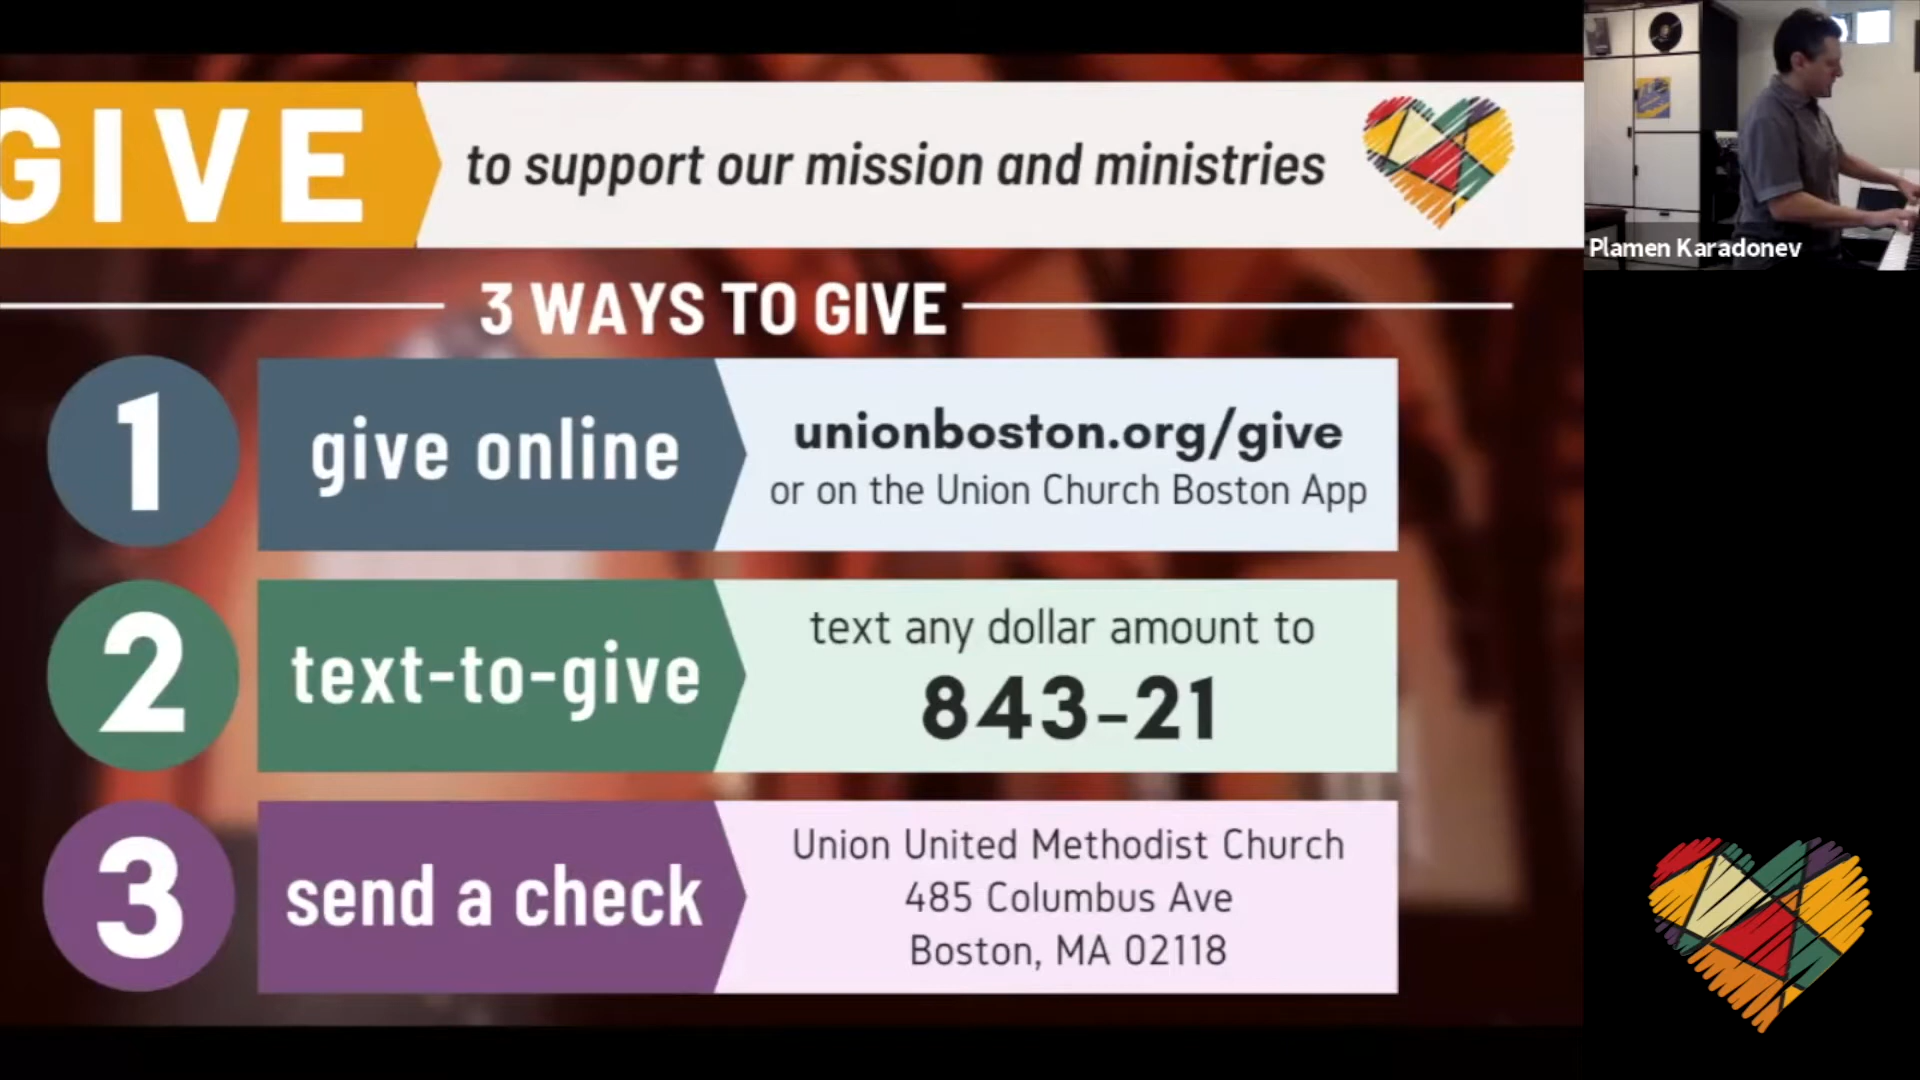 GIVE
to support our mission and ministries
Plamen Karadonev
3 WAYS TO GIVE
1
give online
unionboston.org/give
or on the Union Church Boston App
2
text-to-give
text any dollar amount to
843-21
3
send a check
Union United Methodist Church
485 Columbus Ave
Boston, MA 02118